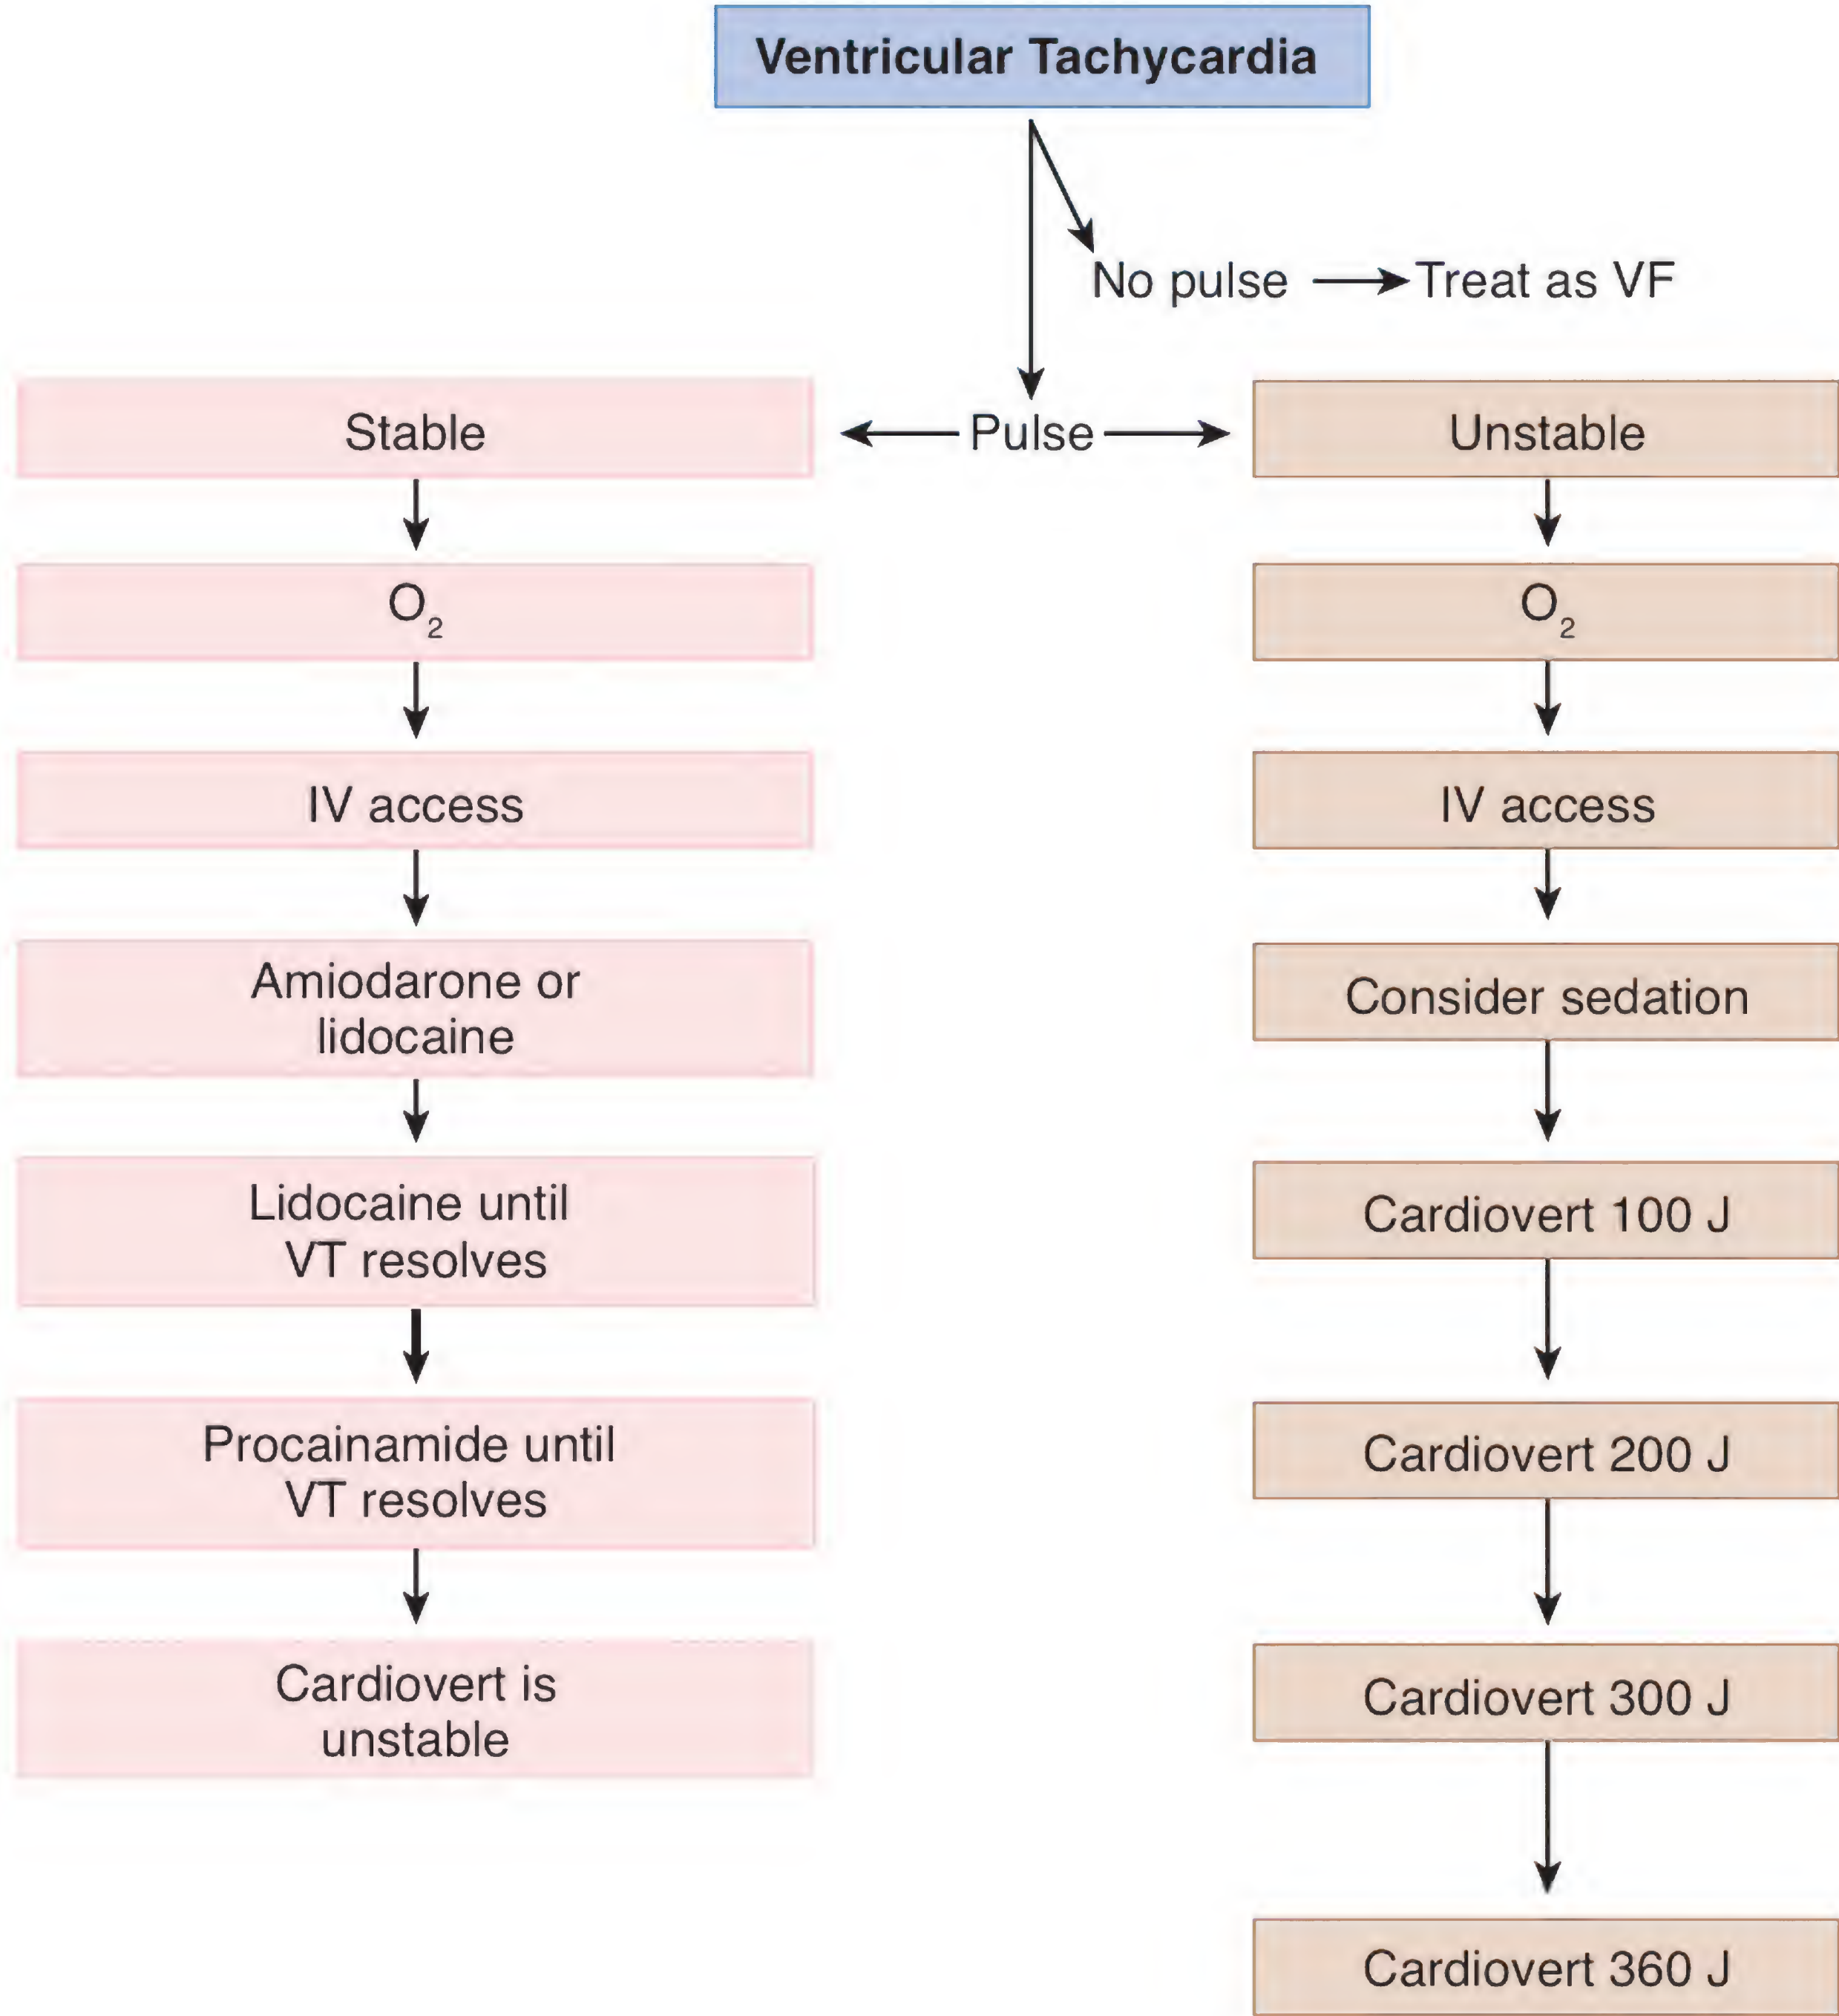 Ventricular Tachycardia
No pulse
Treat as VF
Pulse
Stable
O₂
IV access
Amiodarone or
lidocaine
Lidocaine until
VT resolves
Procainamide until
VT resolves
Cardiovert is
unstable
Unstable
O₂
IV access
Consider sedation
Cardiovert 100 J
Cardiovert 200 J
Cardiovert 300 J
Cardiovert 360 J